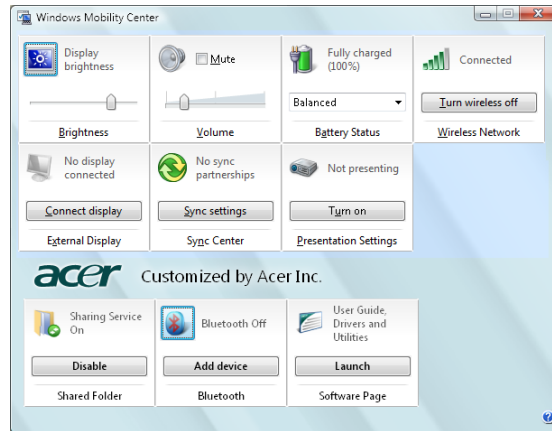 Windows Mobility Center
Display
brightness
Brightness
Mute
Volume
Fully charged
(100%)
Balanced
Battery Status
Connected
Turn wireless off
Wireless Network
No display
connected
Connect display
External Display
No sync
partnerships
Sync settings
Sync Center
Not presenting
Turn on
Presentation Settings
acer Customized by Acer Inc.
Sharing Service
On
Disable
Shared Folder
Bluetooth Off
Add device
Bluetooth
User Guide,
Drivers and
Utilities
Launch
Software Page